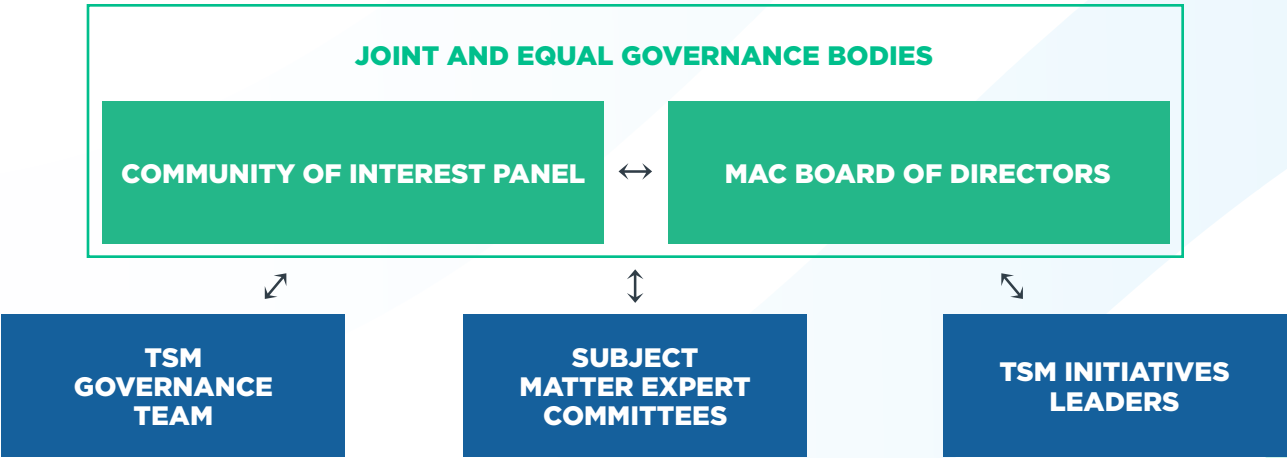 JOINT AND EQUAL GOVERNANCE BODIES
COMMUNITY OF INTEREST PANEL
MAC BOARD OF DIRECTORS
TSM
GOVERNANCE
TEAM
SUBJECT
MATTER EXPERT
COMMITTEES
TSM INITIATIVES
LEADERS